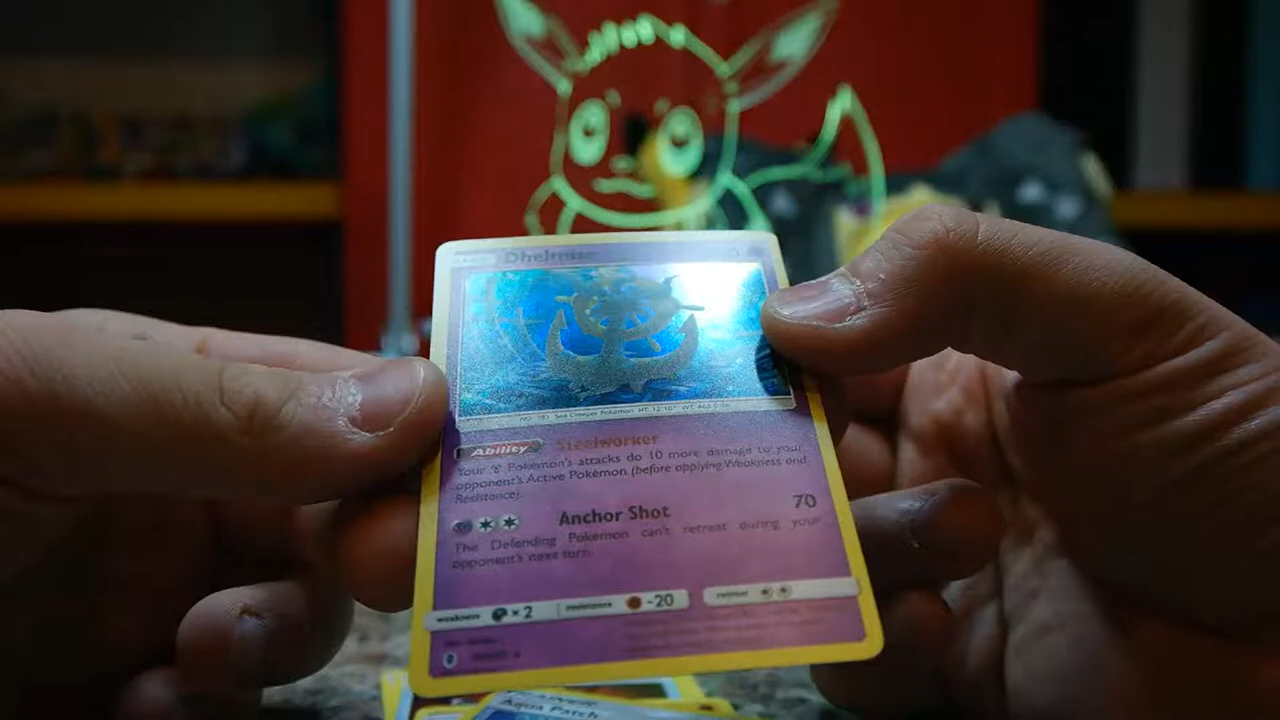 Dhelmise
NO. 781 Sea Creeper Pokémon HT: 12'10" WT: 463.0 lbs.
Ability Steelworker
Your Pokémon's attacks do 10 more damage to your
opponent's Active Pokémon (before applying Weakness and
Resistance).
Anchor Shot 70
The Defending Pokémon can't retreat during your
opponent's next turn.
weakness ×2 resistance -20 retreat
Aqua Patch